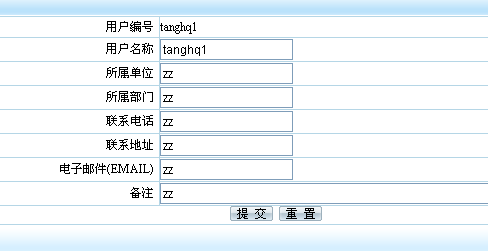 用户编号 tanghq1
用户名称 tanghq1
所属单位 zz
所属部门 zz
联系电话 zz
联系地址 zz
电子邮件(EMAIL) zz
备注 zz
提 交 重 置